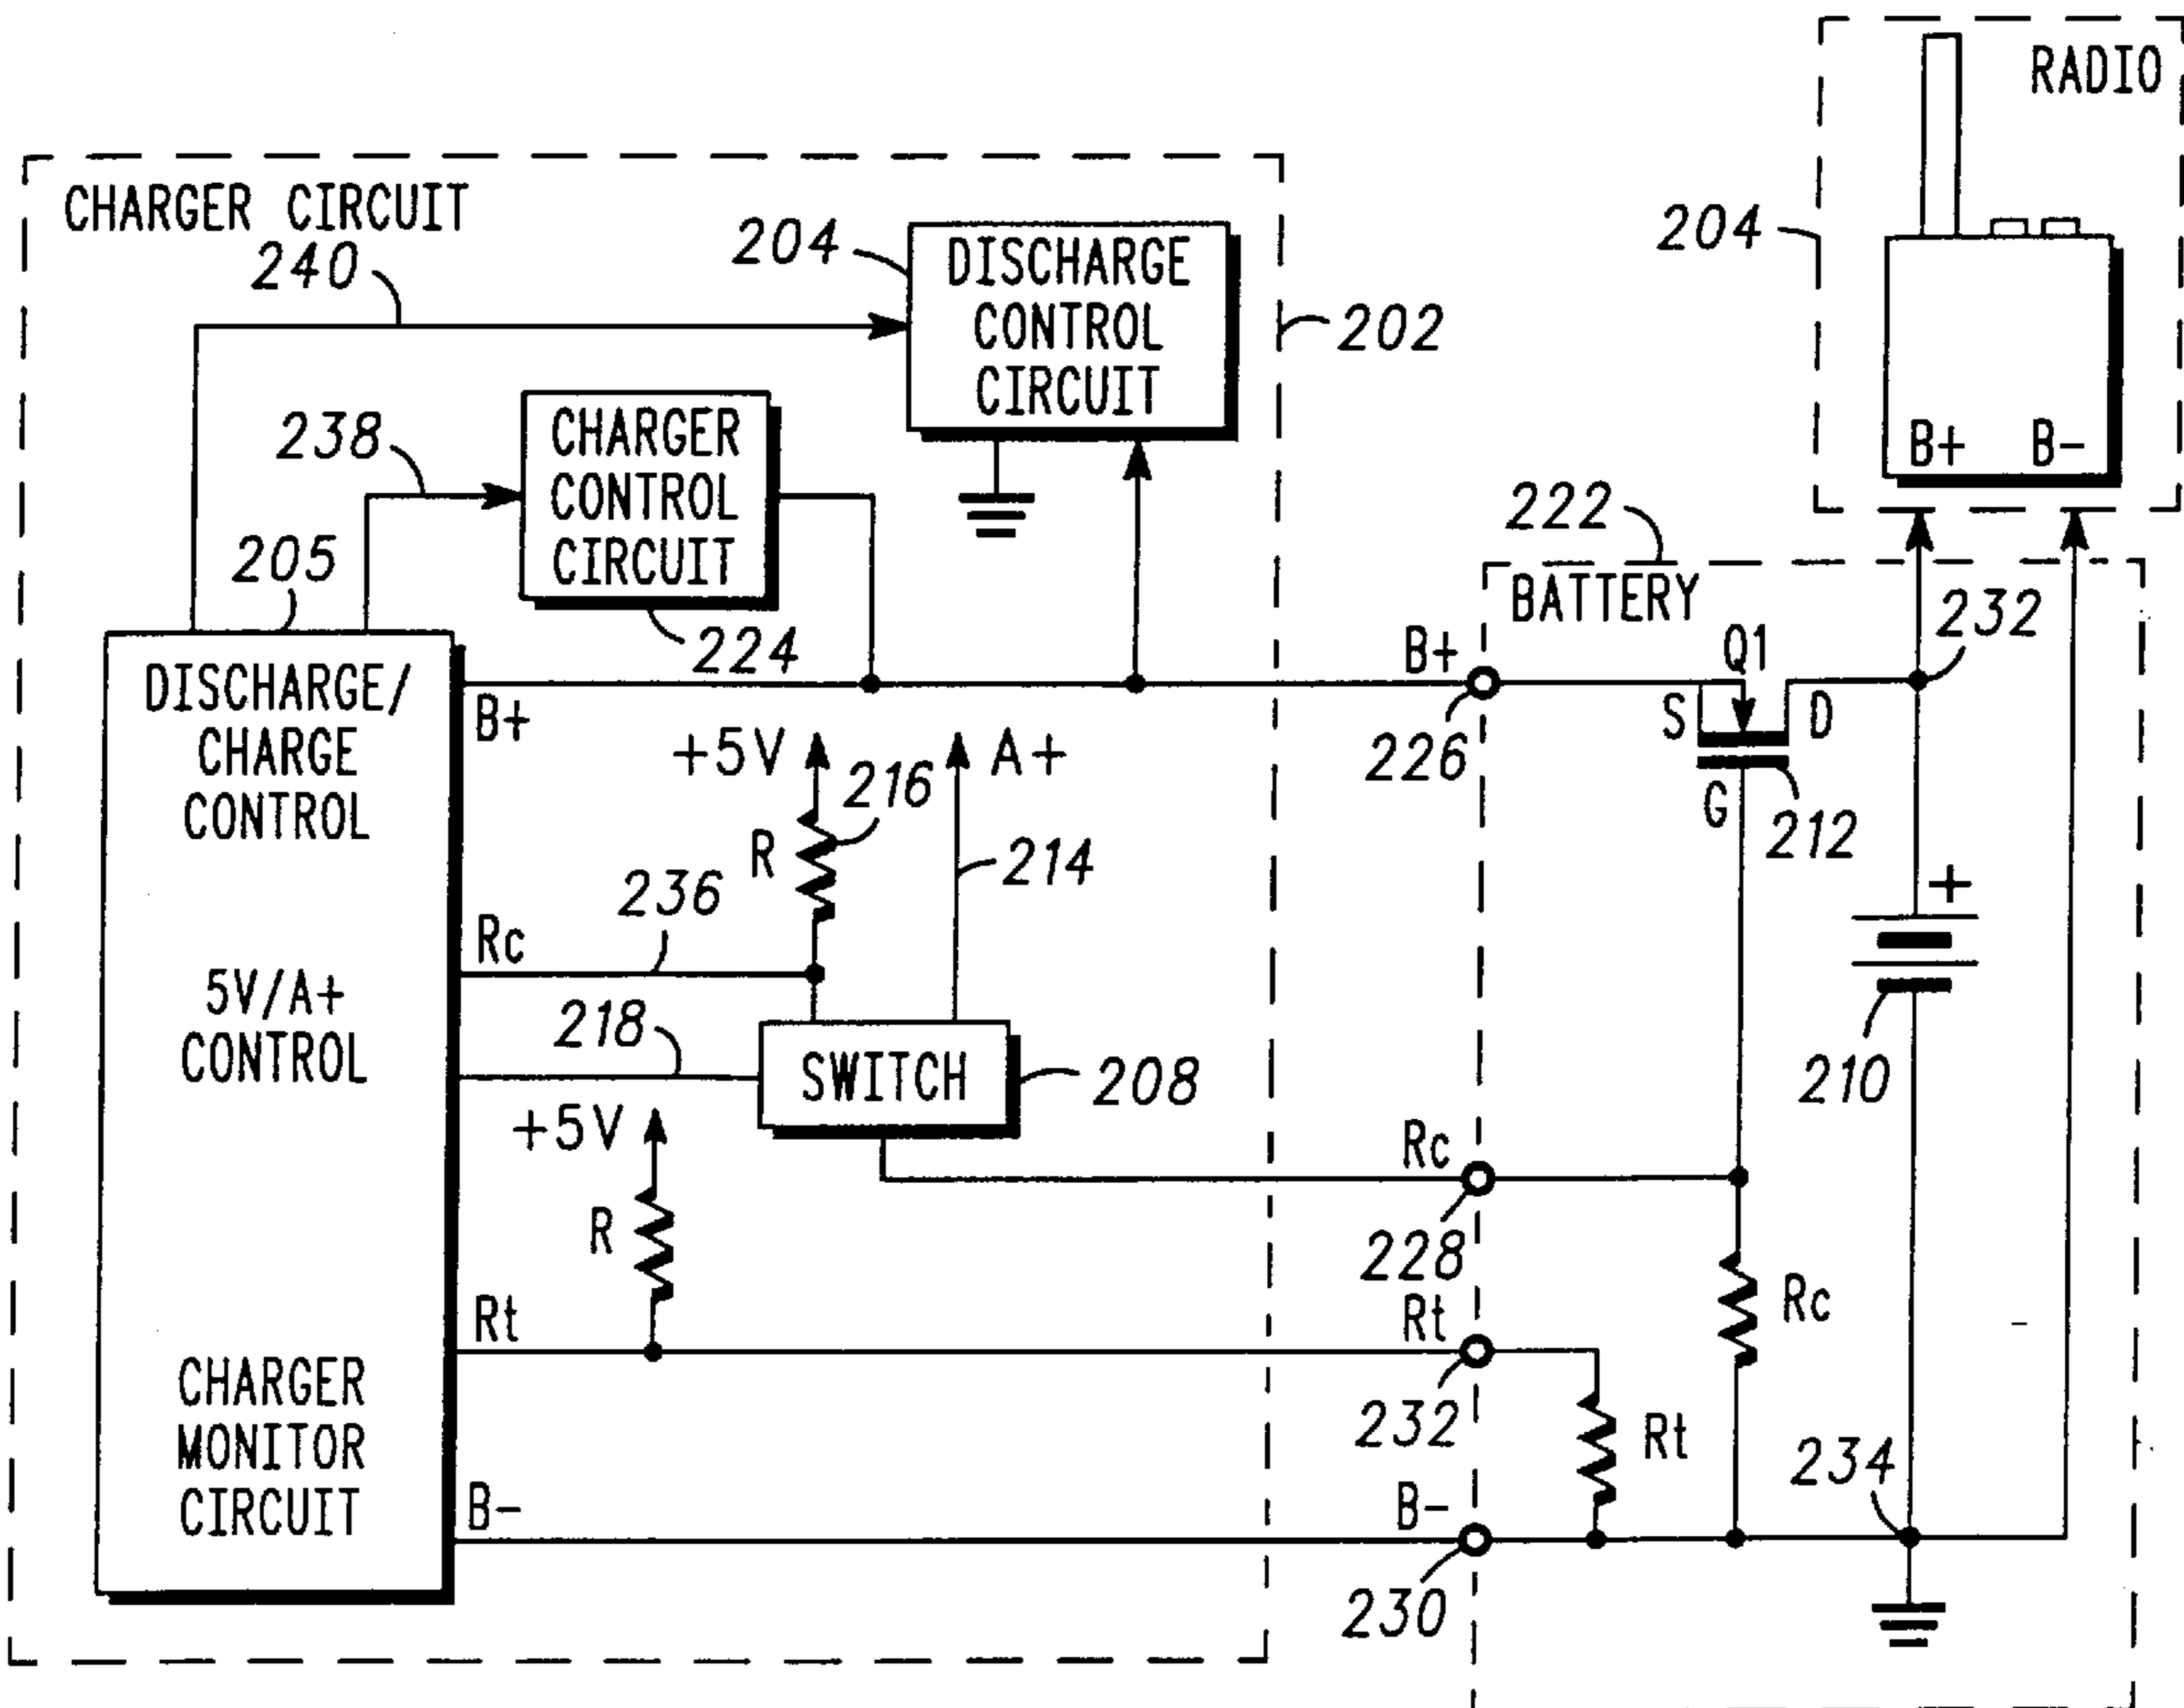 RADIO
CHARGER CIRCUIT
240
204
DISCHARGE
CONTROL
CIRCUIT
202
204
B+ B-
238
CHARGER
CONTROL
CIRCUIT
224
205
222
BATTERY
232
DISCHARGE/
CHARGE
CONTROL
B+
B+
226
Q1
S
D
G
212
+5V
A+
216
R
214
236
Rc
5V/A+
CONTROL
218
SWITCH
208
+
210
+5V
R
Rc
228
Rc
Rt
Rt
232
Rt
CHARGER
MONITOR
CIRCUIT
B-
B-
230
234